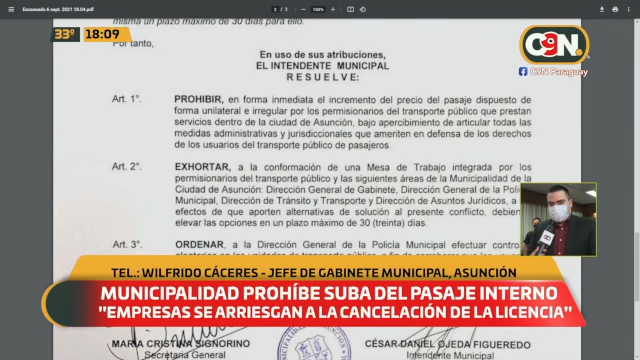 Escaneado 6 sept. 2021 18.04.pdf
2 / 2
100%
33º
18:09
C9N
C9N Paraguay
misma un plazo máximo de 30 días para ello.
Por tanto,
En uso de sus atribuciones,
EL INTENDENTE MUNICIPAL
R E S U E L V E :
Art. 1°. PROHIBIR, en forma inmediata el incremento del precio del pasaje dispuesto de
forma unilateral e irregular por los permisionarios del transporte público que prestan
servicios dentro de la ciudad de Asunción, bajo apercibimiento de articular todas las
medidas administrativas y jurisdiccionales que ameriten en defensa de los derechos
de los usuarios del transporte público de pasajeros.
Art. 2°. EXHORTAR, a la conformación de una Mesa de Trabajo integrada por los
permisionarios del transporte público y las siguientes áreas de la Municipalidad de la
Ciudad de Asunción: Dirección General de Gabinete, Dirección General de la Policía
Municipal, Dirección de Tránsito y Transporte y Dirección de Asuntos Jurídicos, a
efectos de que aporten alternativas de solución al presente conflicto,
elevar las opciones en un plazo máximo de 30 (treinta) días.
Art. 3°. ORDENAR, a la Dirección General de la Policía Municipal efectuar
TEL.: WILFRIDO CÁCERES - JEFE DE GABINETE MUNICIPAL, ASUNCIÓN
MUNICIPALIDAD PROHÍBE SUBA DEL PASAJE INTERNO
"EMPRESAS SE ARRIESGAN A LA CANCELACIÓN DE LA LICENCIA"
MARÍA CRISTINA SIGNORINO
Secretaria General
CÉSAR DANIEL OJEDA FIGUEREDO
Intendente Municipal